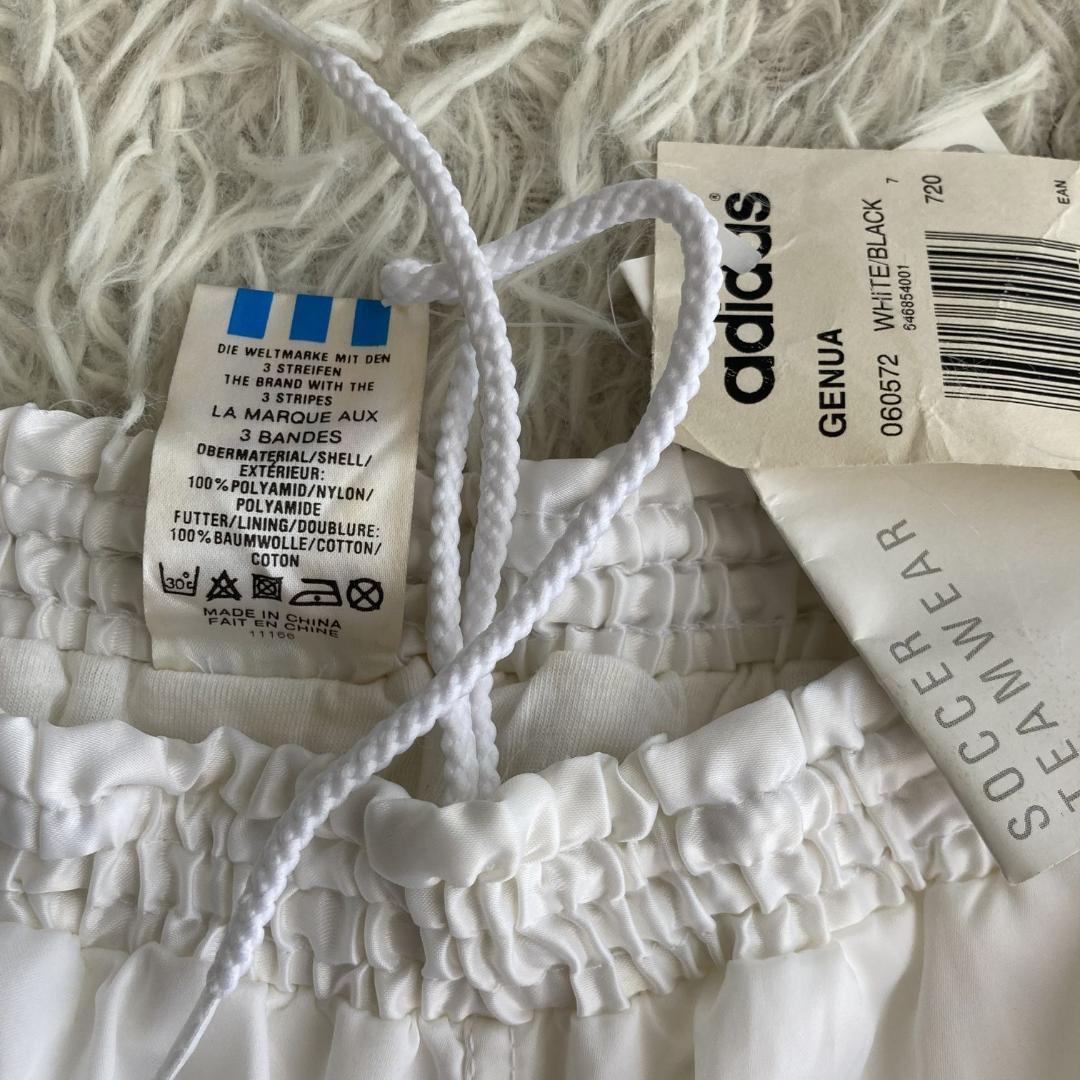 DIE WELTMARKE MIT DEN
3 STREIFEN
THE BRAND WITH THE
3 STRIPES
LA MARQUE AUX
3 BANDES
OBERMATERIAL/SHELL/
EXTÉRIEUR:
100%POLYAMID/NYLON/
POLYAMIDE
FUTTER/LINING/DOUBLURE:
100%BAUMWOLLE/COTTON/
COTON
30°
MADE IN CHINA
FAIT EN CHINE
11166
adidas®
GENUA
060572 WHITE/BLACK 7
646854001
720
EAN
SOCCER WEAR
TEAMWEAR